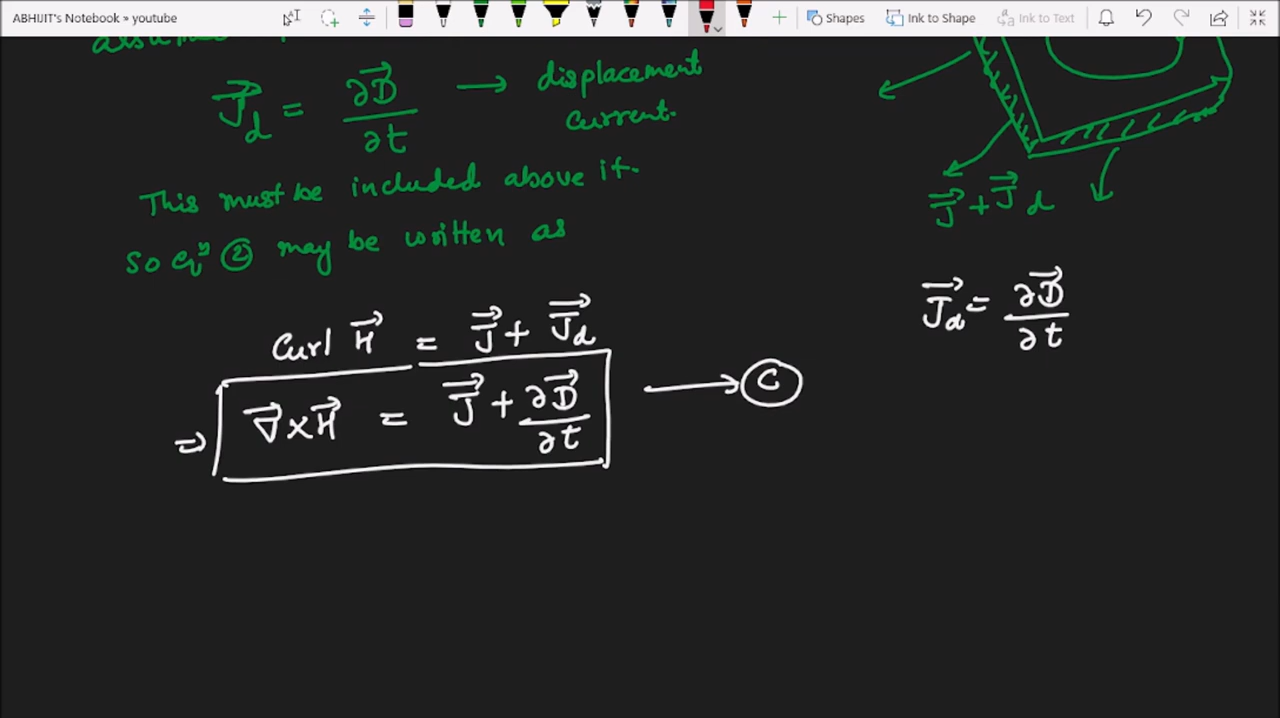 ABHIJIT's Notebook » youtube
Shapes
Ink to Shape
Ink to Text
J⃗d = ∂D⃗/∂t → displacement
current.
This must be included above it.
So eqⁿ ② may be written as
J⃗ + J⃗d
Curl H⃗ = J⃗ + J⃗d
⇒ ∇⃗×H⃗ = J⃗ + ∂D⃗/∂t → Ⓒ
J⃗d = ∂D⃗/∂t